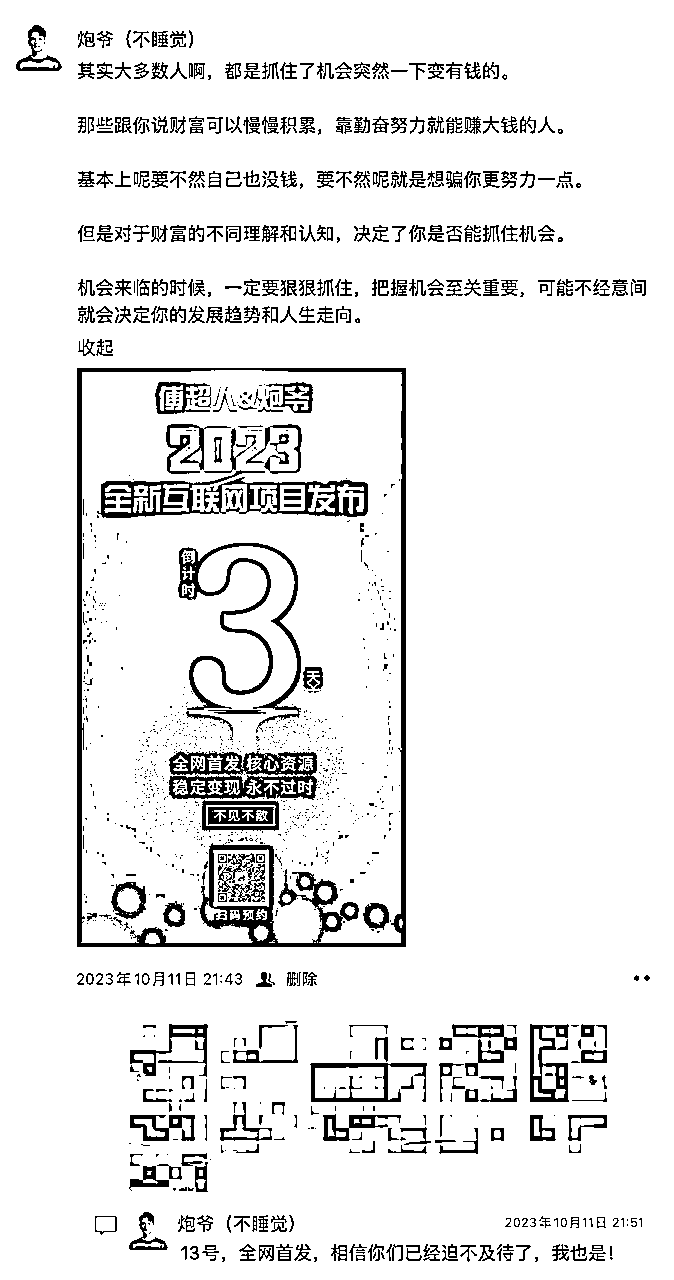 炮爷（不睡觉）
其实大多数人啊，都是抓住了机会突然一下变有钱的。
那些跟你说财富可以慢慢积累，靠勤奋努力就能赚大钱的人。
基本上呢要不然自己也没钱，要不然呢就是想骗你更努力一点。
但是对于财富的不同理解和认知，决定了你是否能抓住机会。
机会来临的时候，一定要狠狠抓住，把握机会至关重要，可能不经意间
就会决定你的发展趋势和人生走向。
收起
傅超人&炮爷
2023
全新互联网项目发布
倒计时
3
天
全网首发 核心资源
稳定变现 永不过时
不见不散
扫码预约
2023年10月11日 21:43 删除
炮爷（不睡觉） 2023年10月11日 21:51
13号，全网首发，相信你们已经迫不及待了，我也是！